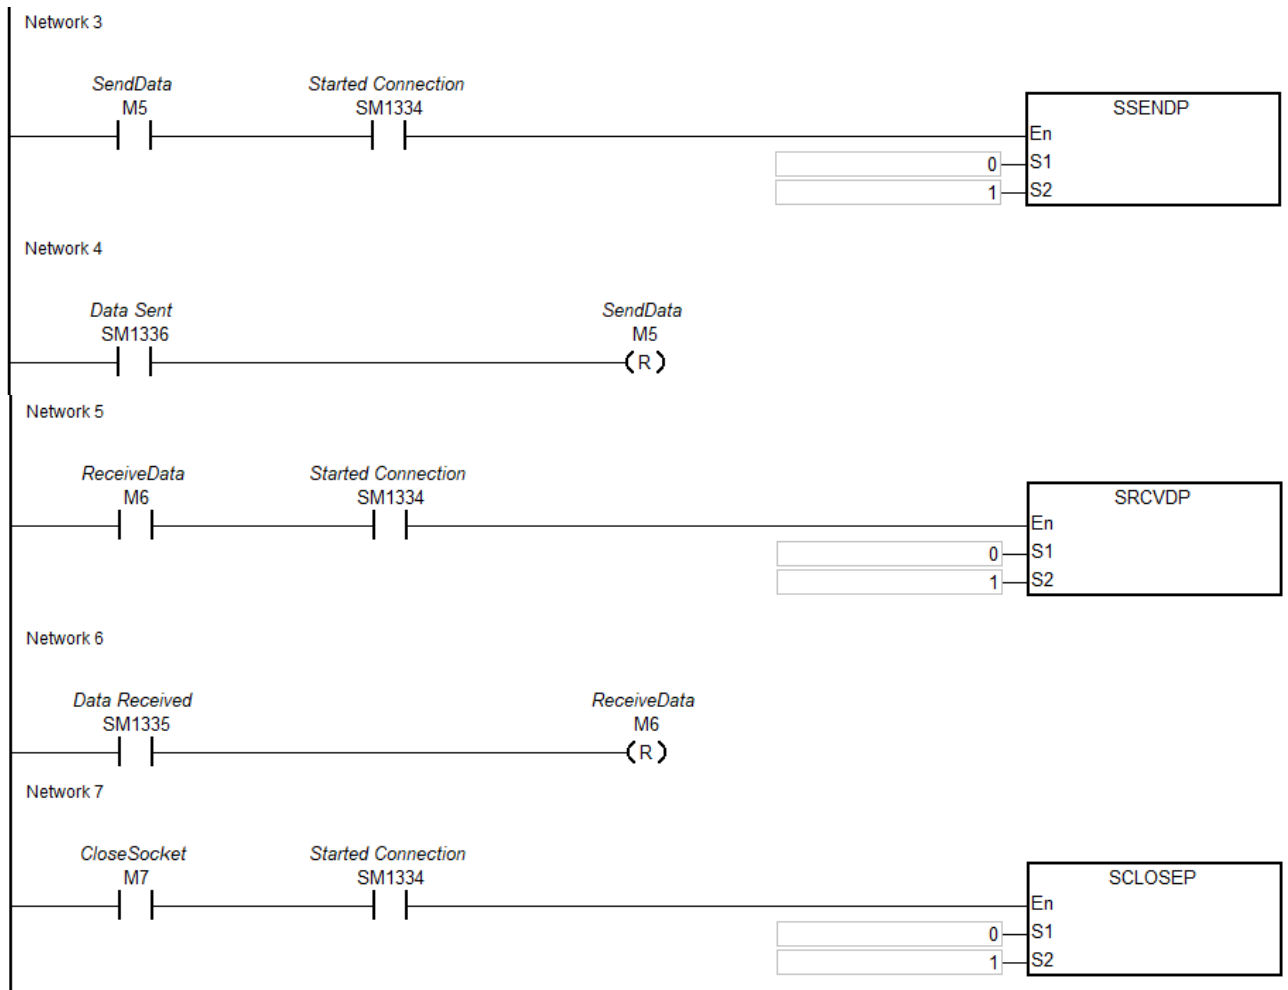 Network 3
SendData Started Connection
M5 SM1334 SSENDP
En
0 S1
1 S2
Network 4
Data Sent SendData
SM1336 M5
( R )
Network 5
ReceiveData Started Connection
M6 SM1334 SRCVDP
En
0 S1
1 S2
Network 6
Data Received ReceiveData
SM1335 M6
( R )
Network 7
CloseSocket Started Connection
M7 SM1334 SCLOSEP
En
0 S1
1 S2